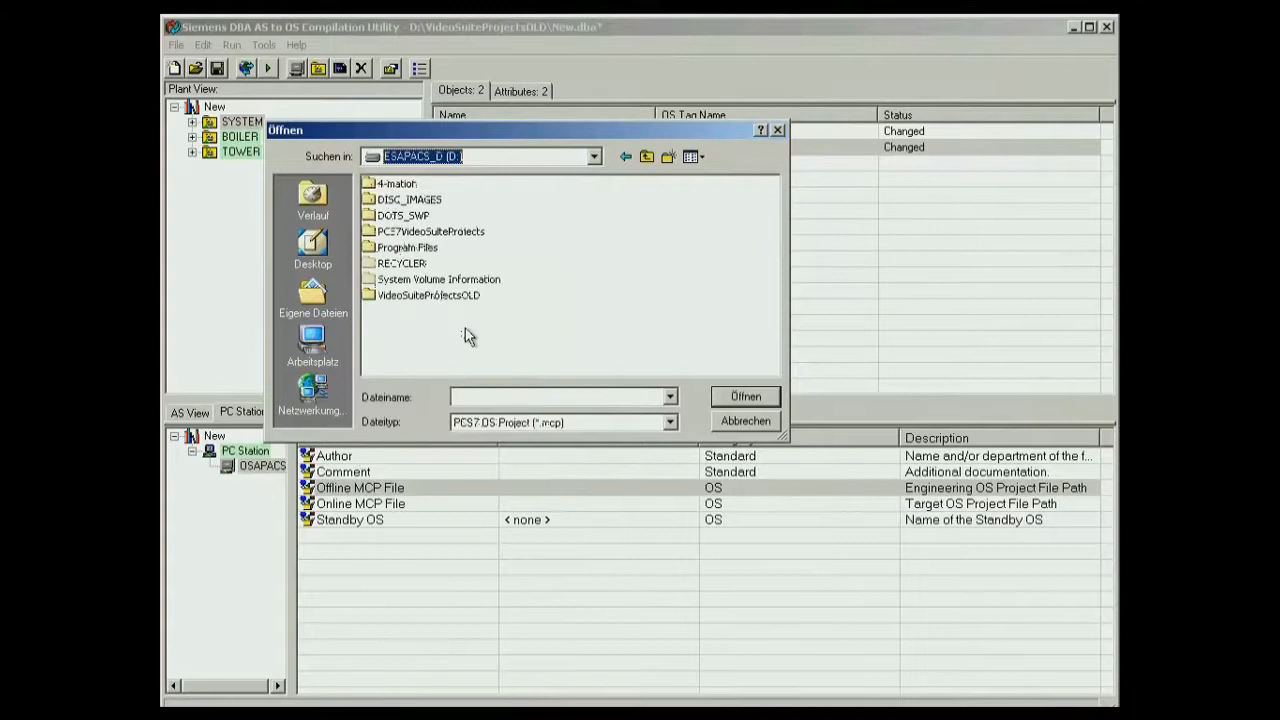 Siemens DBA AS to OS Compilation Utility - D:\VideoSuiteProjectsOLD\New.dba*
File Edit Run Tools Help
Plant View:
Objects: 2 Attributes: 2
New
SYSTEM
BOILER
TOWER
Name OS Tag Name Status
Changed
Changed
Öffnen
Suchen in: ESAPACS_D (D:)
Verlauf
Desktop
Eigene Dateien
Arbeitsplatz
Netzwerkumg...
4-mation
DISC_IMAGES
DOTS_SWP
PCS7VideoSuiteProjects
Program Files
RECYCLER
System Volume Information
VideoSuiteProjectsOLD
Dateiname: Öffnen
Dateityp: PCS7 OS Project (*.mcp) Abbrechen
AS View PC Station
New
PC Station
OSAPACS
Description
Author Standard Name and/or department of the f...
Comment Standard Additional documentation.
Offline MCP File OS Engineering OS Project File Path
Online MCP File OS Target OS Project File Path
Standby OS < none > OS Name of the Standby OS